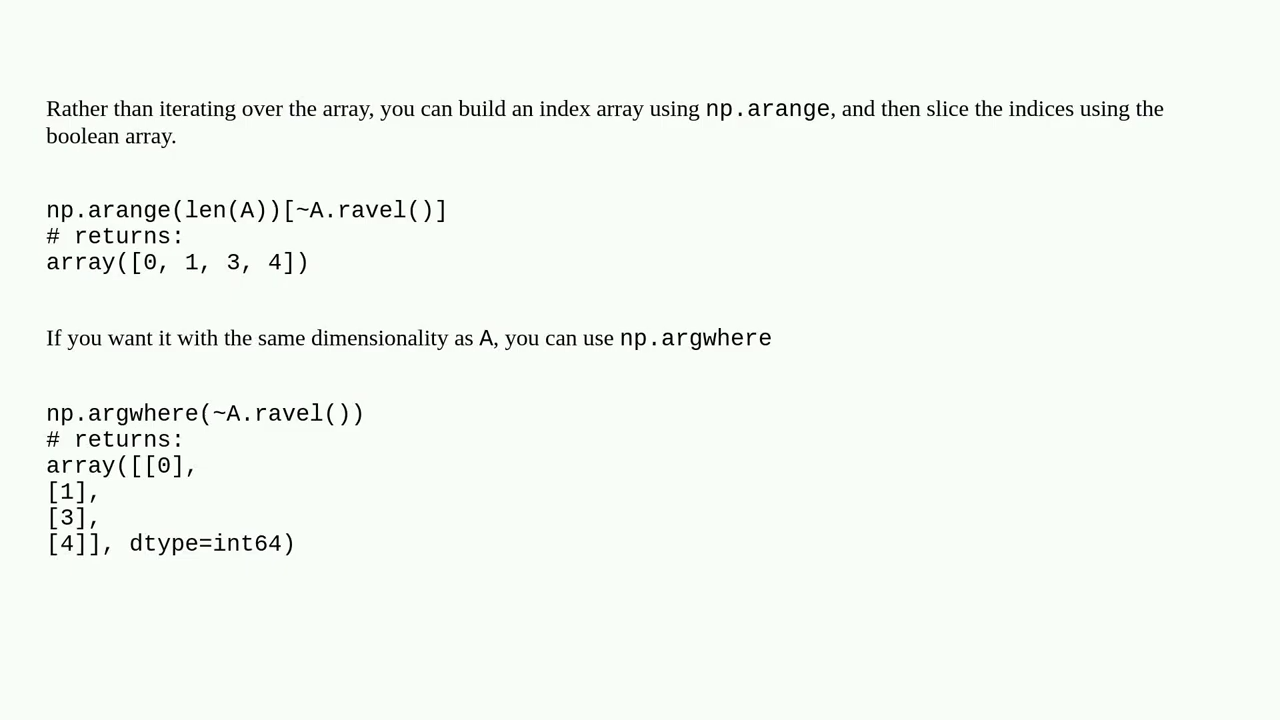 Rather than iterating over the array, you can build an index array using np.arange, and then slice the indices using the
boolean array.
np.arange(len(A))[~A.ravel()]
# returns:
array([0, 1, 3, 4])
If you want it with the same dimensionality as A, you can use np.argwhere
np.argwhere(~A.ravel())
# returns:
array([[0],
[1],
[3],
[4]], dtype=int64)